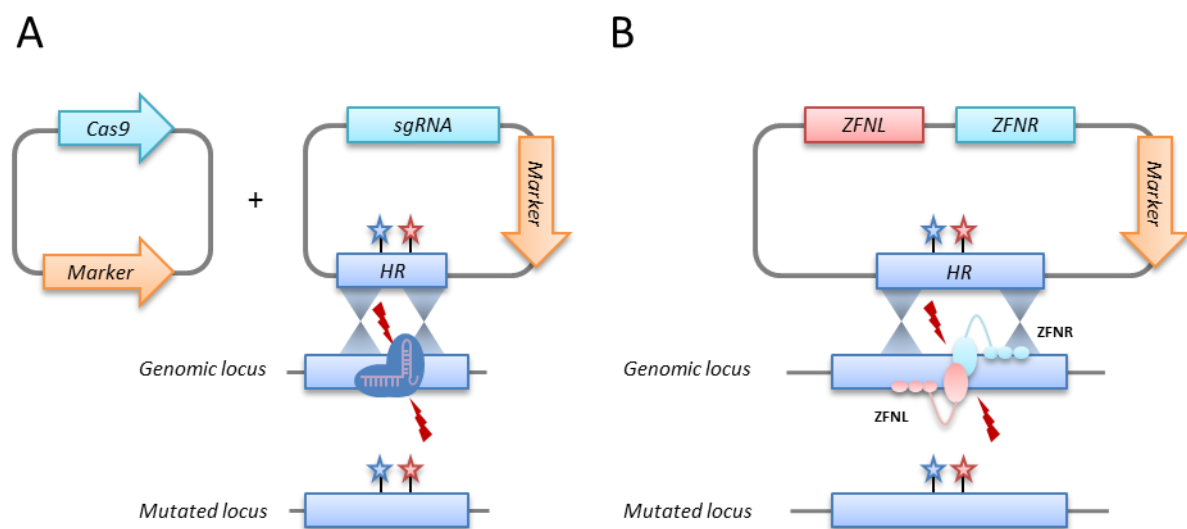 A
B
Cas9
Marker
+
sgRNA
Marker
HR
Genomic locus
Mutated locus
ZFNL
ZFNR
Marker
HR
ZFNR
Genomic locus
ZFNL
Mutated locus